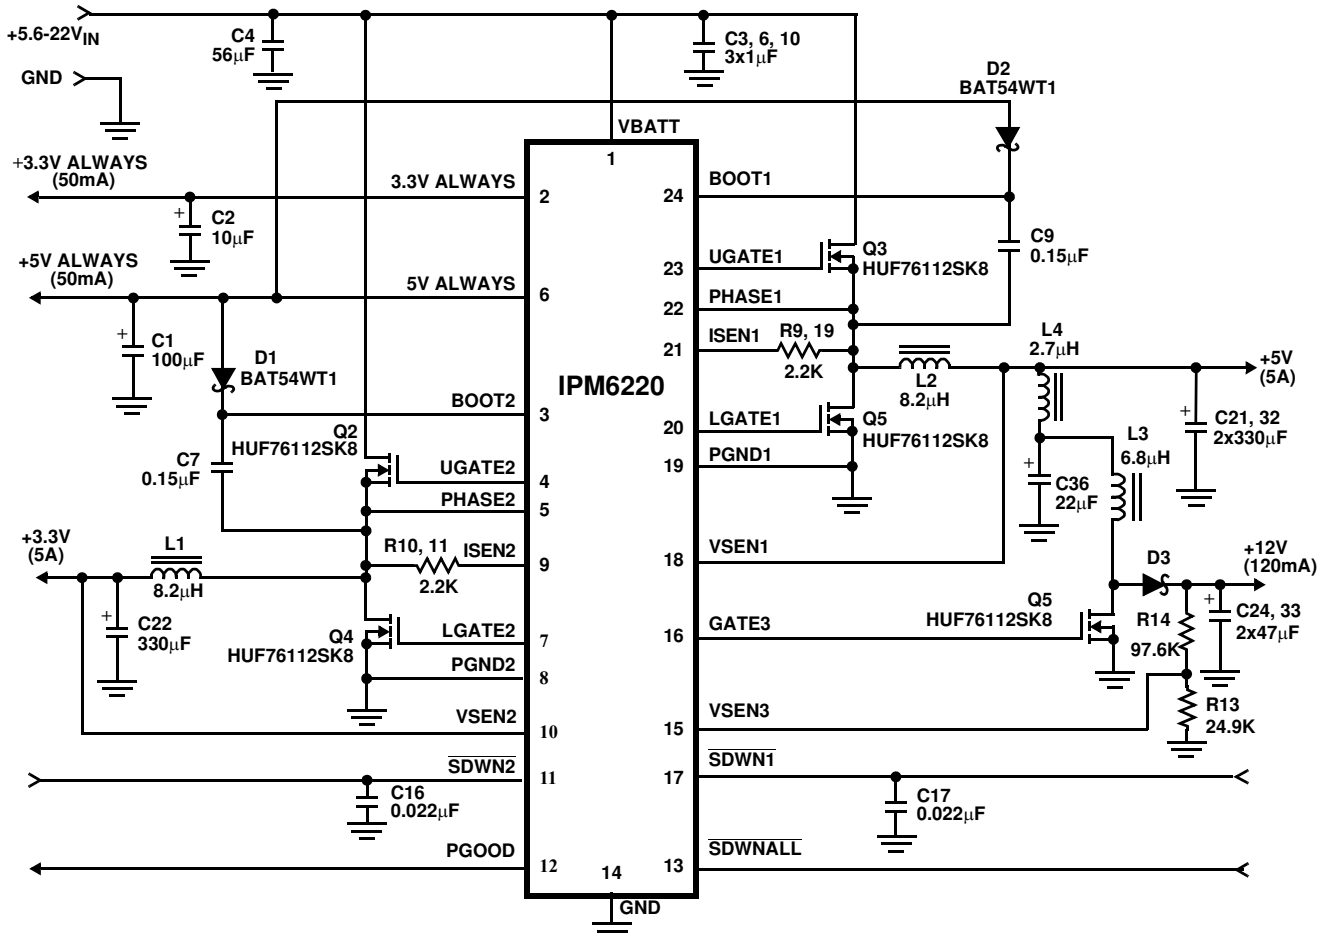 +5.6-22VIN
GND
C4
56µF
C3, 6, 10
3x1µF
D2
BAT54WT1
VBATT
1
+3.3V ALWAYS
(50mA)
3.3V ALWAYS
2
C2
10µF
+
+5V ALWAYS
(50mA)
5V ALWAYS
6
+
C1
100µF
D1
BAT54WT1
BOOT2
3
Q2
HUF76112SK8
C7
0.15µF
UGATE2
4
PHASE2
5
+3.3V
(5A)
L1
8.2µH
R10, 11
2.2K
ISEN2
9
+
C22
330µF
Q4
HUF76112SK8
LGATE2
7
PGND2
8
VSEN2
10
SDWN2
11
C16
0.022µF
PGOOD
12
IPM6220
14
GND
BOOT1
24
C9
0.15µF
UGATE1
23
Q3
HUF76112SK8
PHASE1
22
ISEN1
21
R9, 19
2.2K
L2
8.2µH
L4
2.7µH
+5V
(5A)
LGATE1
20
Q5
HUF76112SK8
PGND1
19
+
C21, 32
2x330µF
L3
6.8µH
+
C36
22µF
VSEN1
18
D3
+12V
(120mA)
GATE3
16
Q5
HUF76112SK8
R14
97.6K
+
C24, 33
2x47µF
VSEN3
15
R13
24.9K
SDWN1
17
C17
0.022µF
SDWNALL
13